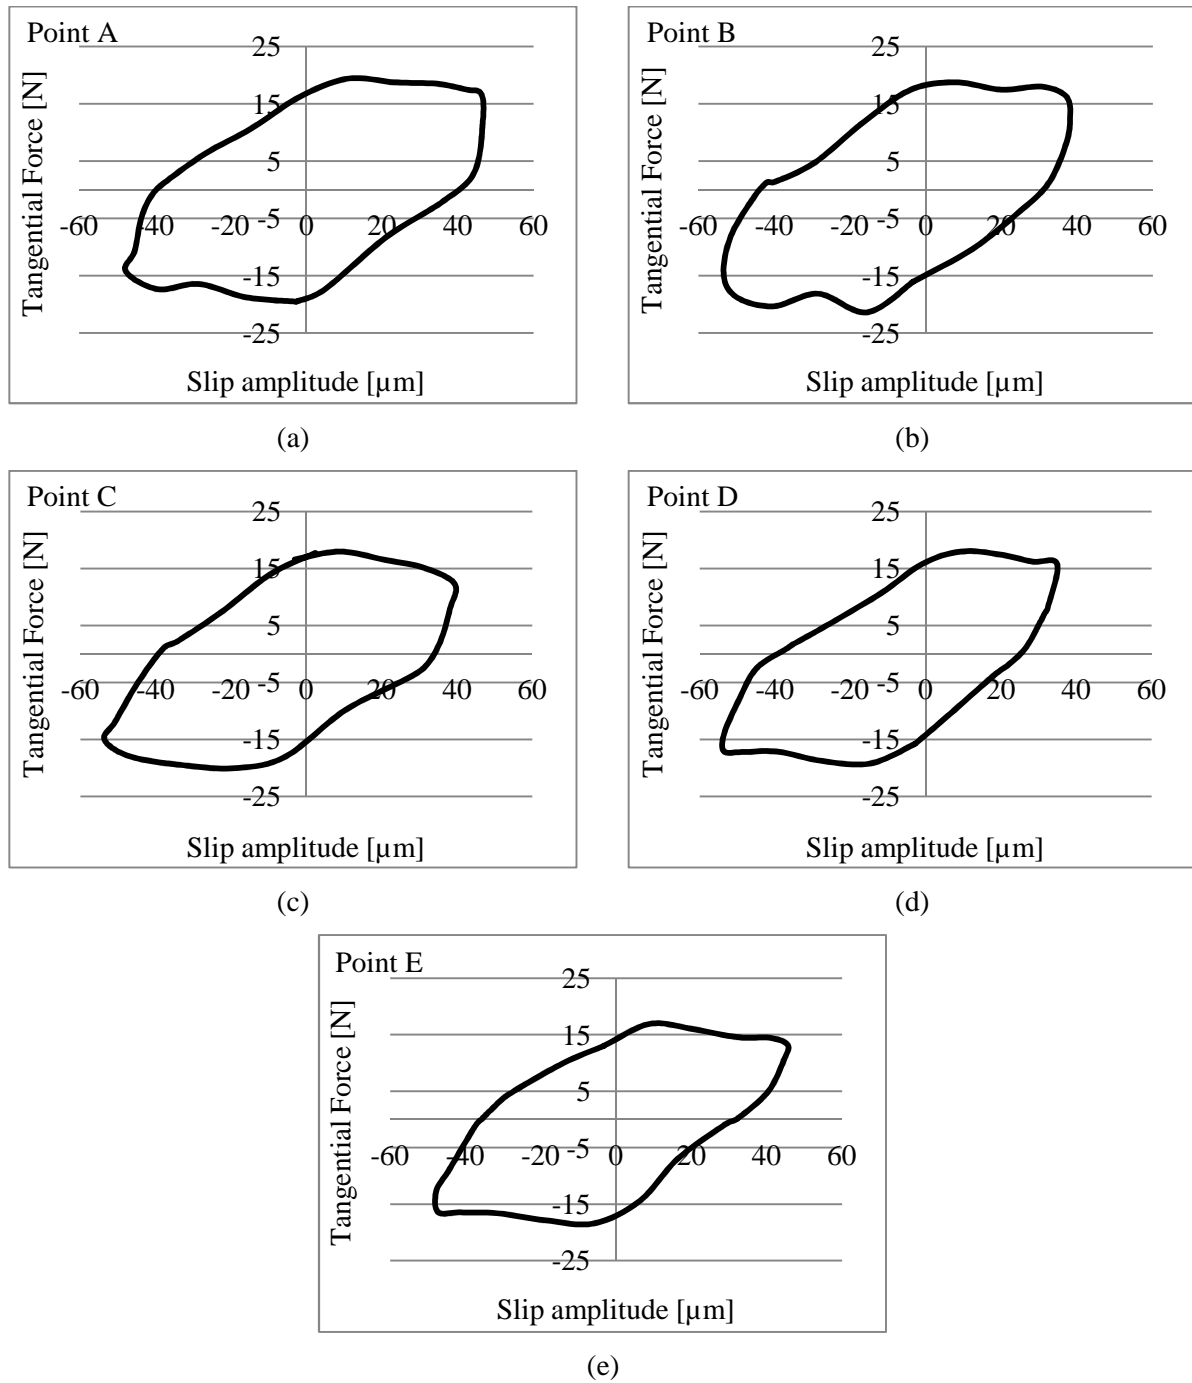 Point A
25
15
5
-5
-15
-25
-60 -40 -20 0 20 40 60
Tangential Force [N]
Slip amplitude [µm]
(a)
Point B
25
15
5
-5
-15
-25
-60 -40 -20 0 20 40 60
Tangential Force [N]
Slip amplitude [µm]
(b)
Point C
25
15
5
-5
-15
-25
-60 -40 -20 0 20 40 60
Tangential Force [N]
Slip amplitude [µm]
(c)
Point D
25
15
5
-5
-15
-25
-60 -40 -20 0 20 40 60
Tangential Force [N]
Slip amplitude [µm]
(d)
Point E
25
15
5
-5
-15
-25
-60 -40 -20 0 20 40 60
Tangential Force [N]
Slip amplitude [µm]
(e)